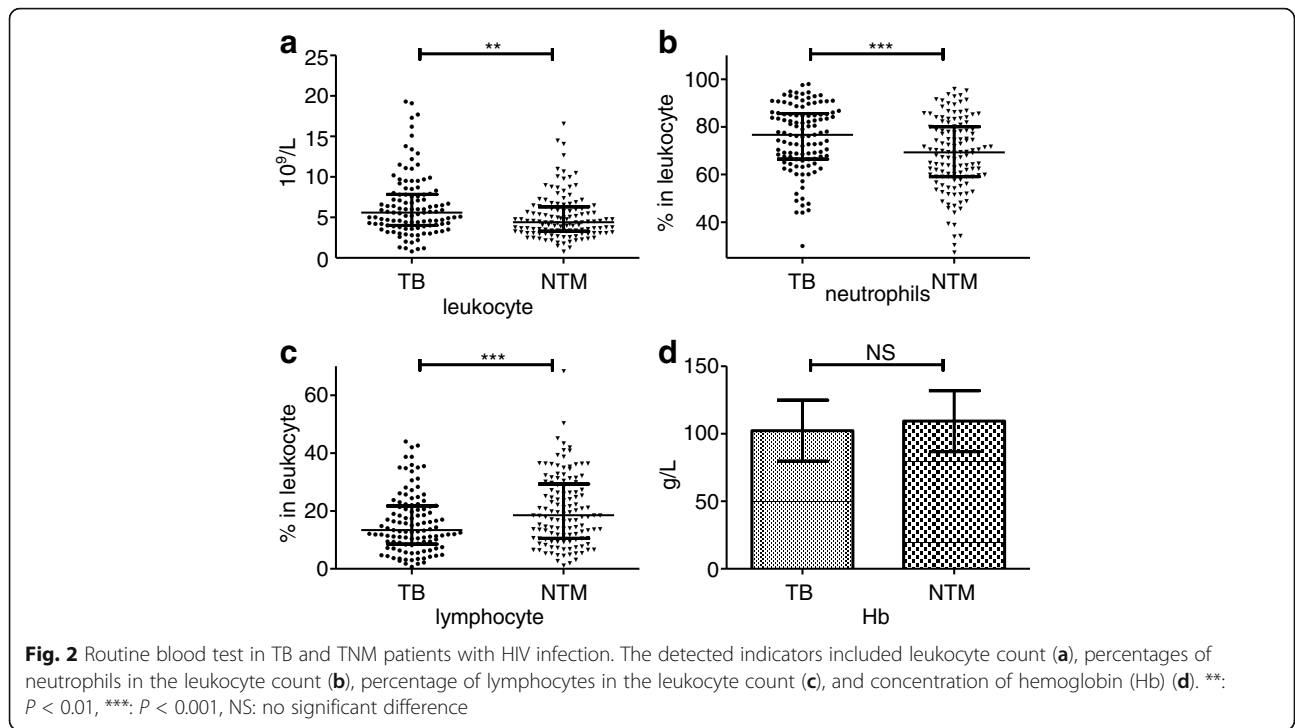 a
**
25
20
15
10
5
0
10⁹/L
TB NTM
leukocyte
b
***
100
80
60
40
% in leukocyte
TB NTM
neutrophils
c
***
60
40
20
0
% in leukocyte
TB NTM
lymphocyte
d
NS
150
100
50
0
g/L
TB NTM
Hb
Fig. 2 Routine blood test in TB and TNM patients with HIV infection. The detected indicators included leukocyte count (a), percentages of
neutrophils in the leukocyte count (b), percentage of lymphocytes in the leukocyte count (c), and concentration of hemoglobin (Hb) (d). **:
P < 0.01, ***: P < 0.001, NS: no significant difference